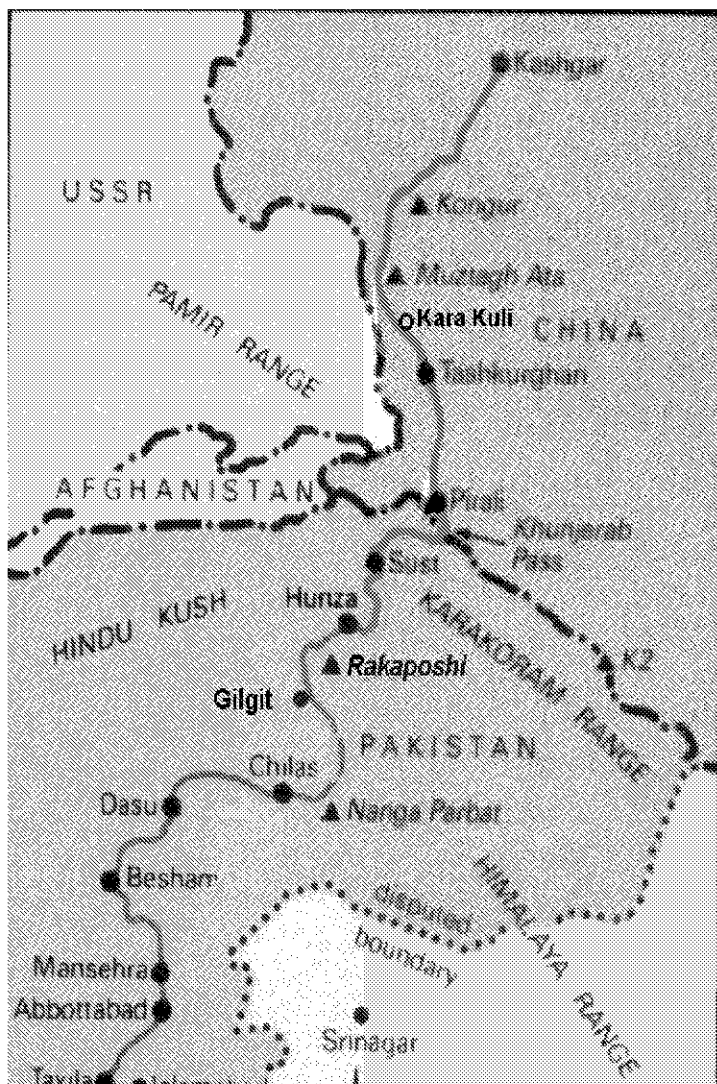 Kashgar
USSR
Kongur
Muztagh Ata
PAMIR RANGE
Kara Kuli
CHINA
Tashkurghan
AFGHANISTAN
Pirali
Khunjerab
Pass
Sust
HINDU KUSH
Hunza
KARAKORAM RANGE
K2
Rakaposhi
Gilgit
PAKISTAN
Chilas
Dasu
Nanga Parbat
Besham
disputed
boundary
HIMALAYA RANGE
Mansehra
Abbottabad
Srinagar
Taxila